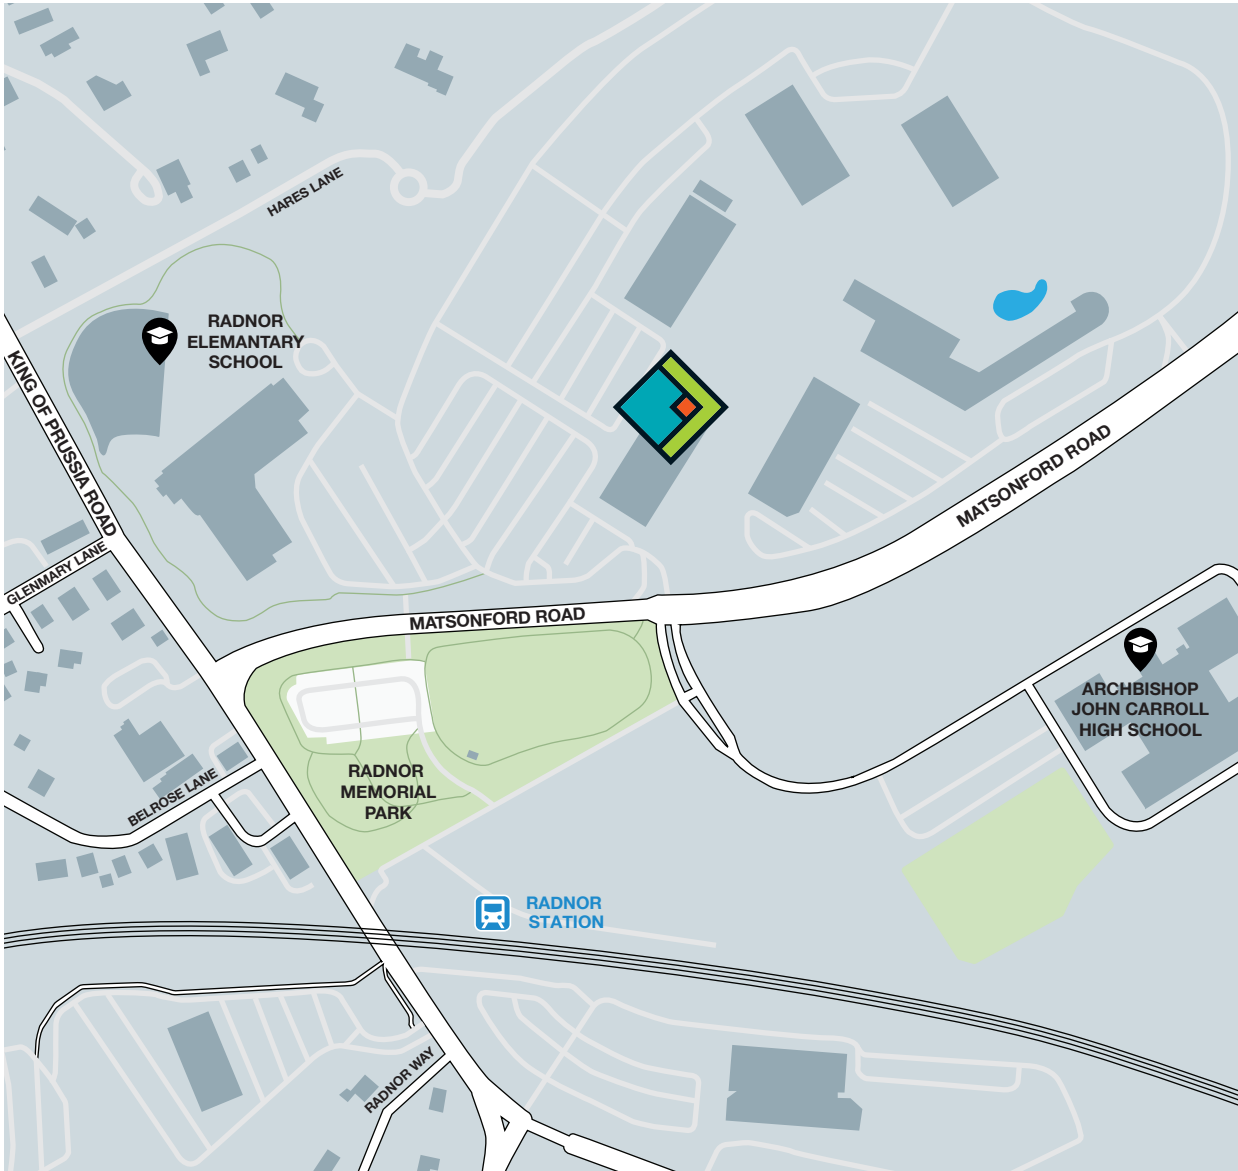 HARES LANE
RADNOR
ELEMANTARY
SCHOOL
KING OF PRUSSIA ROAD
MATSONFORD ROAD
GLENMARY LANE
MATSONFORD ROAD
ARCHBISHOP
JOHN CARROLL
HIGH SCHOOL
RADNOR
MEMORIAL
PARK
BELROSE LANE
RADNOR
STATION
RADNOR WAY